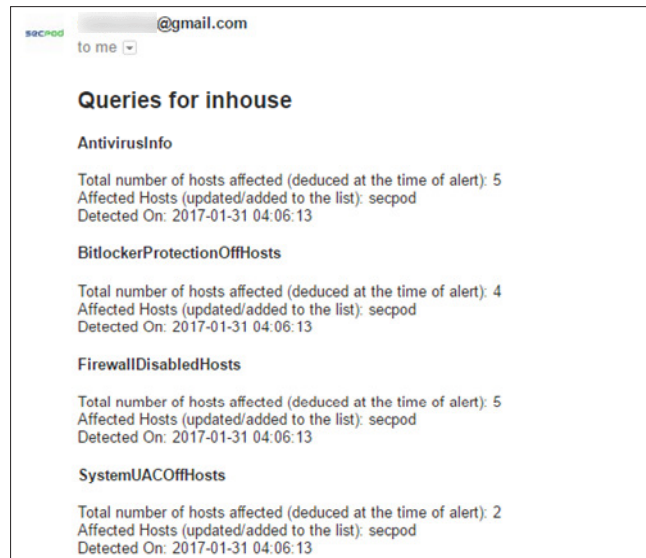 secpod
@gmail.com
to me
Queries for inhouse
AntivirusInfo
Total number of hosts affected (deduced at the time of alert): 5
Affected Hosts (updated/added to the list): secpod
Detected On: 2017-01-31 04:06:13
BitlockerProtectionOffHosts
Total number of hosts affected (deduced at the time of alert): 4
Affected Hosts (updated/added to the list): secpod
Detected On: 2017-01-31 04:06:13
FirewallDisabledHosts
Total number of hosts affected (deduced at the time of alert): 5
Affected Hosts (updated/added to the list): secpod
Detected On: 2017-01-31 04:06:13
SystemUACOffHosts
Total number of hosts affected (deduced at the time of alert): 2
Affected Hosts (updated/added to the list): secpod
Detected On: 2017-01-31 04:06:13